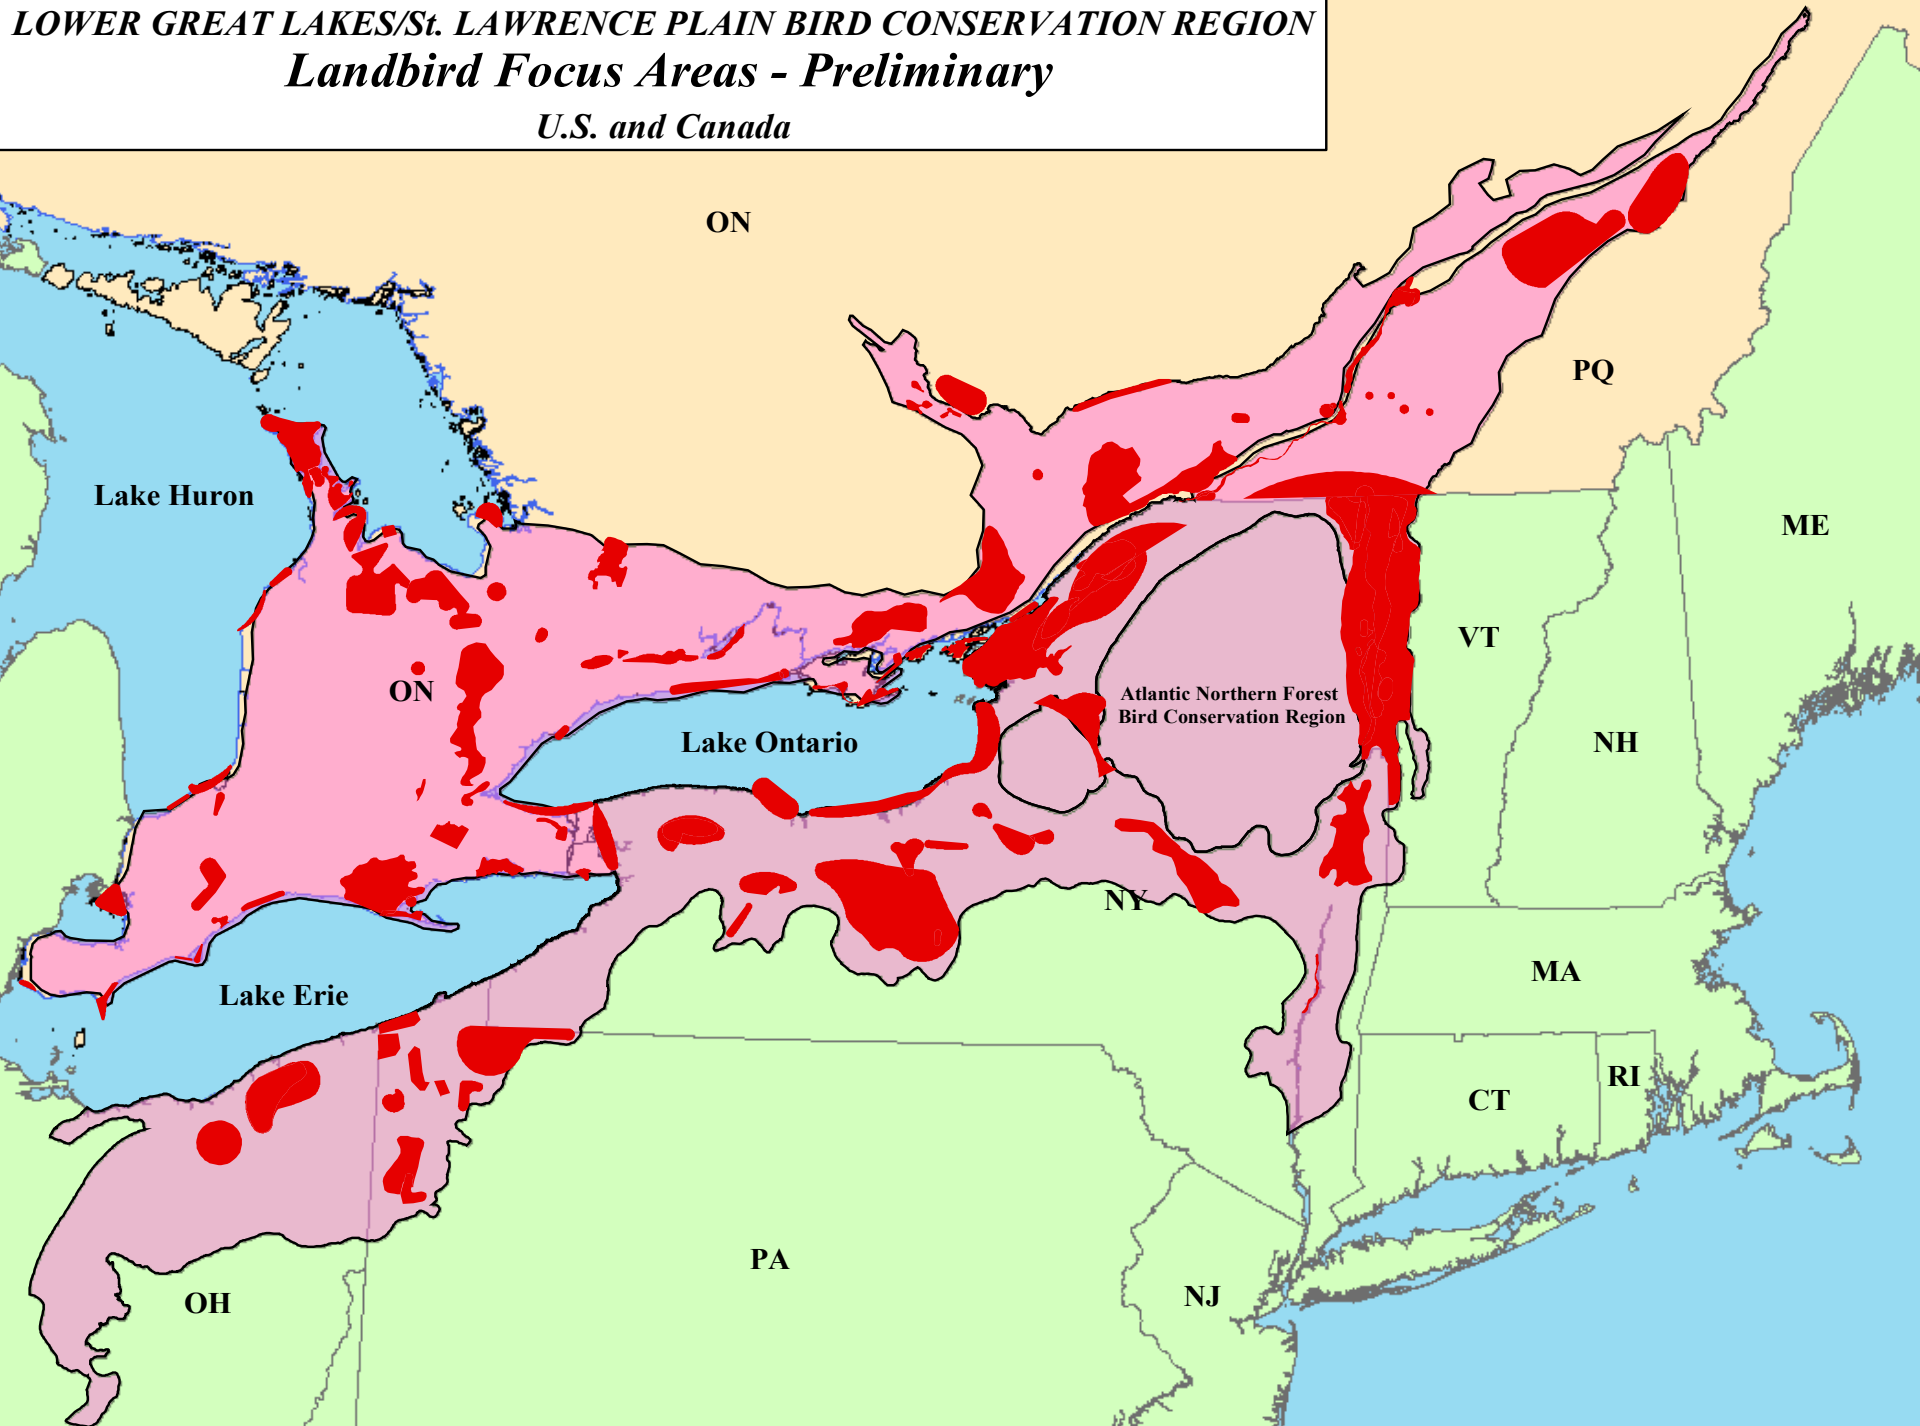 LOWER GREAT LAKES/St. LAWRENCE PLAIN BIRD CONSERVATION REGION
Landbird Focus Areas - Preliminary
U.S. and Canada
ON
PQ
Lake Huron
ME
VT
ON
Atlantic Northern Forest
Bird Conservation Region
Lake Ontario
NH
NY
MA
Lake Erie
RI
CT
PA
NJ
OH